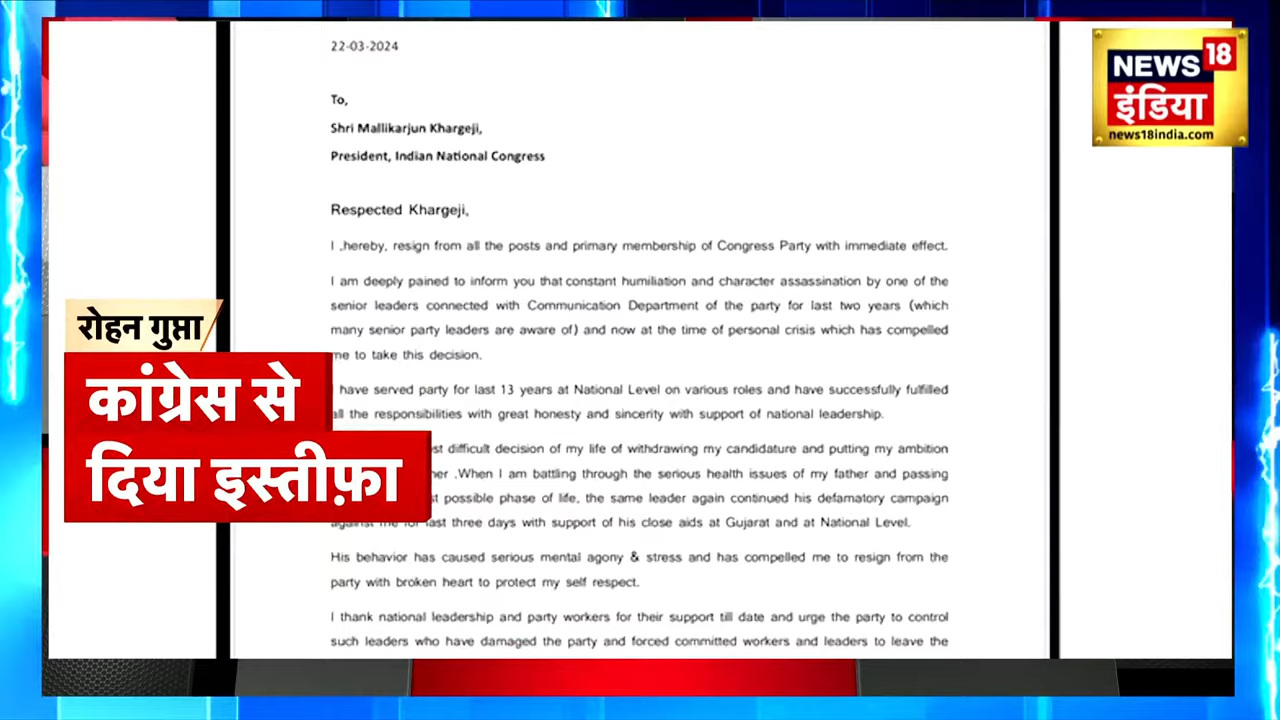 22-03-2024
To,
Shri Mallikarjun Khargeji,
President, Indian National Congress
Respected Khargeji,
I ,hereby, resign from all the posts and primary membership of Congress Party with immediate effect.
I am deeply pained to inform you that constant humiliation and character assassination by one of the
senior leaders connected with Communication Department of the party for last two years (which
many senior party leaders are aware of) and now at the time of personal crisis which has compelled
me to take this decision.
have served party for last 13 years at National Level on various roles and have successfully fulfilled
all the responsibilities with great honesty and sincerity with support of national leadership.
difficult decision of my life of withdrawing my candidature and putting my ambition
.When I am battling through the serious health issues of my father and passing
possible phase of life, the same leader again continued his defamatory campaign
against me for last three days with support of his close aids at Gujarat and at National Level.
His behavior has caused serious mental agony & stress and has compelled me to resign from the
party with broken heart to protect my self respect.
I thank national leadership and party workers for their support till date and urge the party to control
such leaders who have damaged the party and forced committed workers and leaders to leave the
रोहन गुप्ता
कांग्रेस से
दिया इस्तीफ़ा
NEWS 18
इंडिया
news18india.com